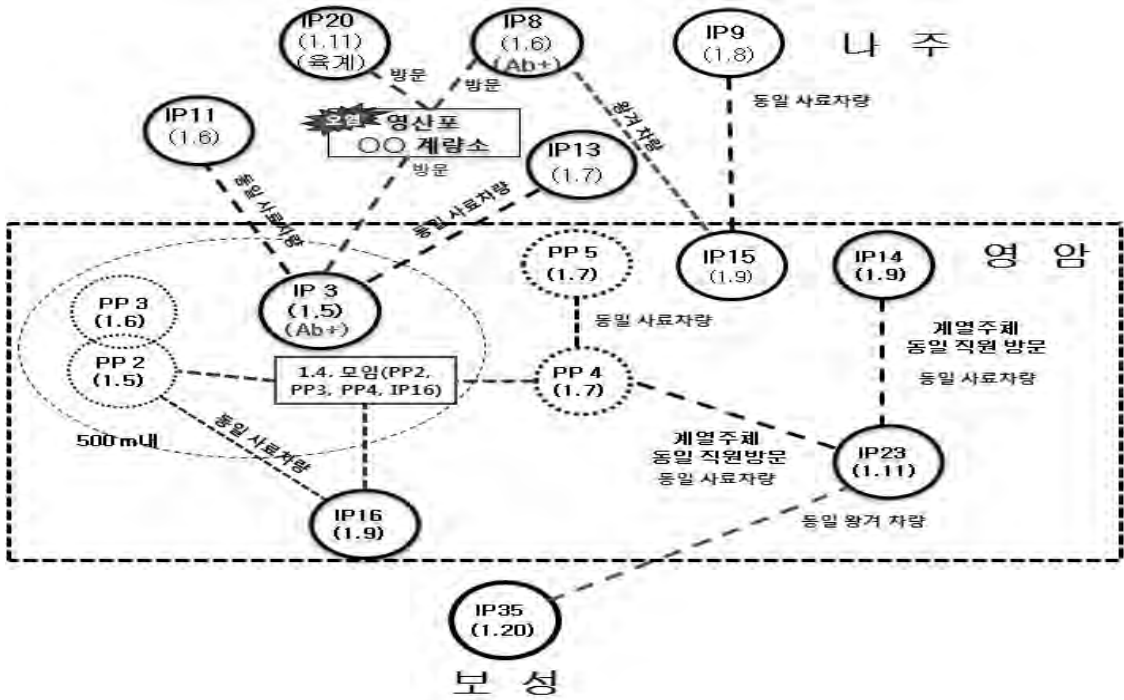 IP20
(1.11)
(육계)
IP8
(1.6)
(Ab+)
IP9
(1,8)
나 주
방문
방문
동일 사료차량
IP11
(1.6)
오염
영산포
○○ 계량소
방문
왕겨 차량
IP13
(1.7)
동일 사료차량
동일 사료차량
영 암
PP 5
(1.7)
IP15
(1.9)
IP14
(1.9)
PP 3
(1.6)
IP 3
(1.5)
(Ab+)
동일 사료차량
계열주체
동일 직원 방문
동일 사료차량
PP 2
(1.5)
1.4. 모임(PP2,
PP3, PP4, IP16)
PP 4
(1.7)
500 m내
동일 사료차량
계열주체
동일 직원방문
동일 사료차량
IP23
(1.11)
IP16
(1.9)
동일 왕겨 차량
IP35
(1.20)
보 성